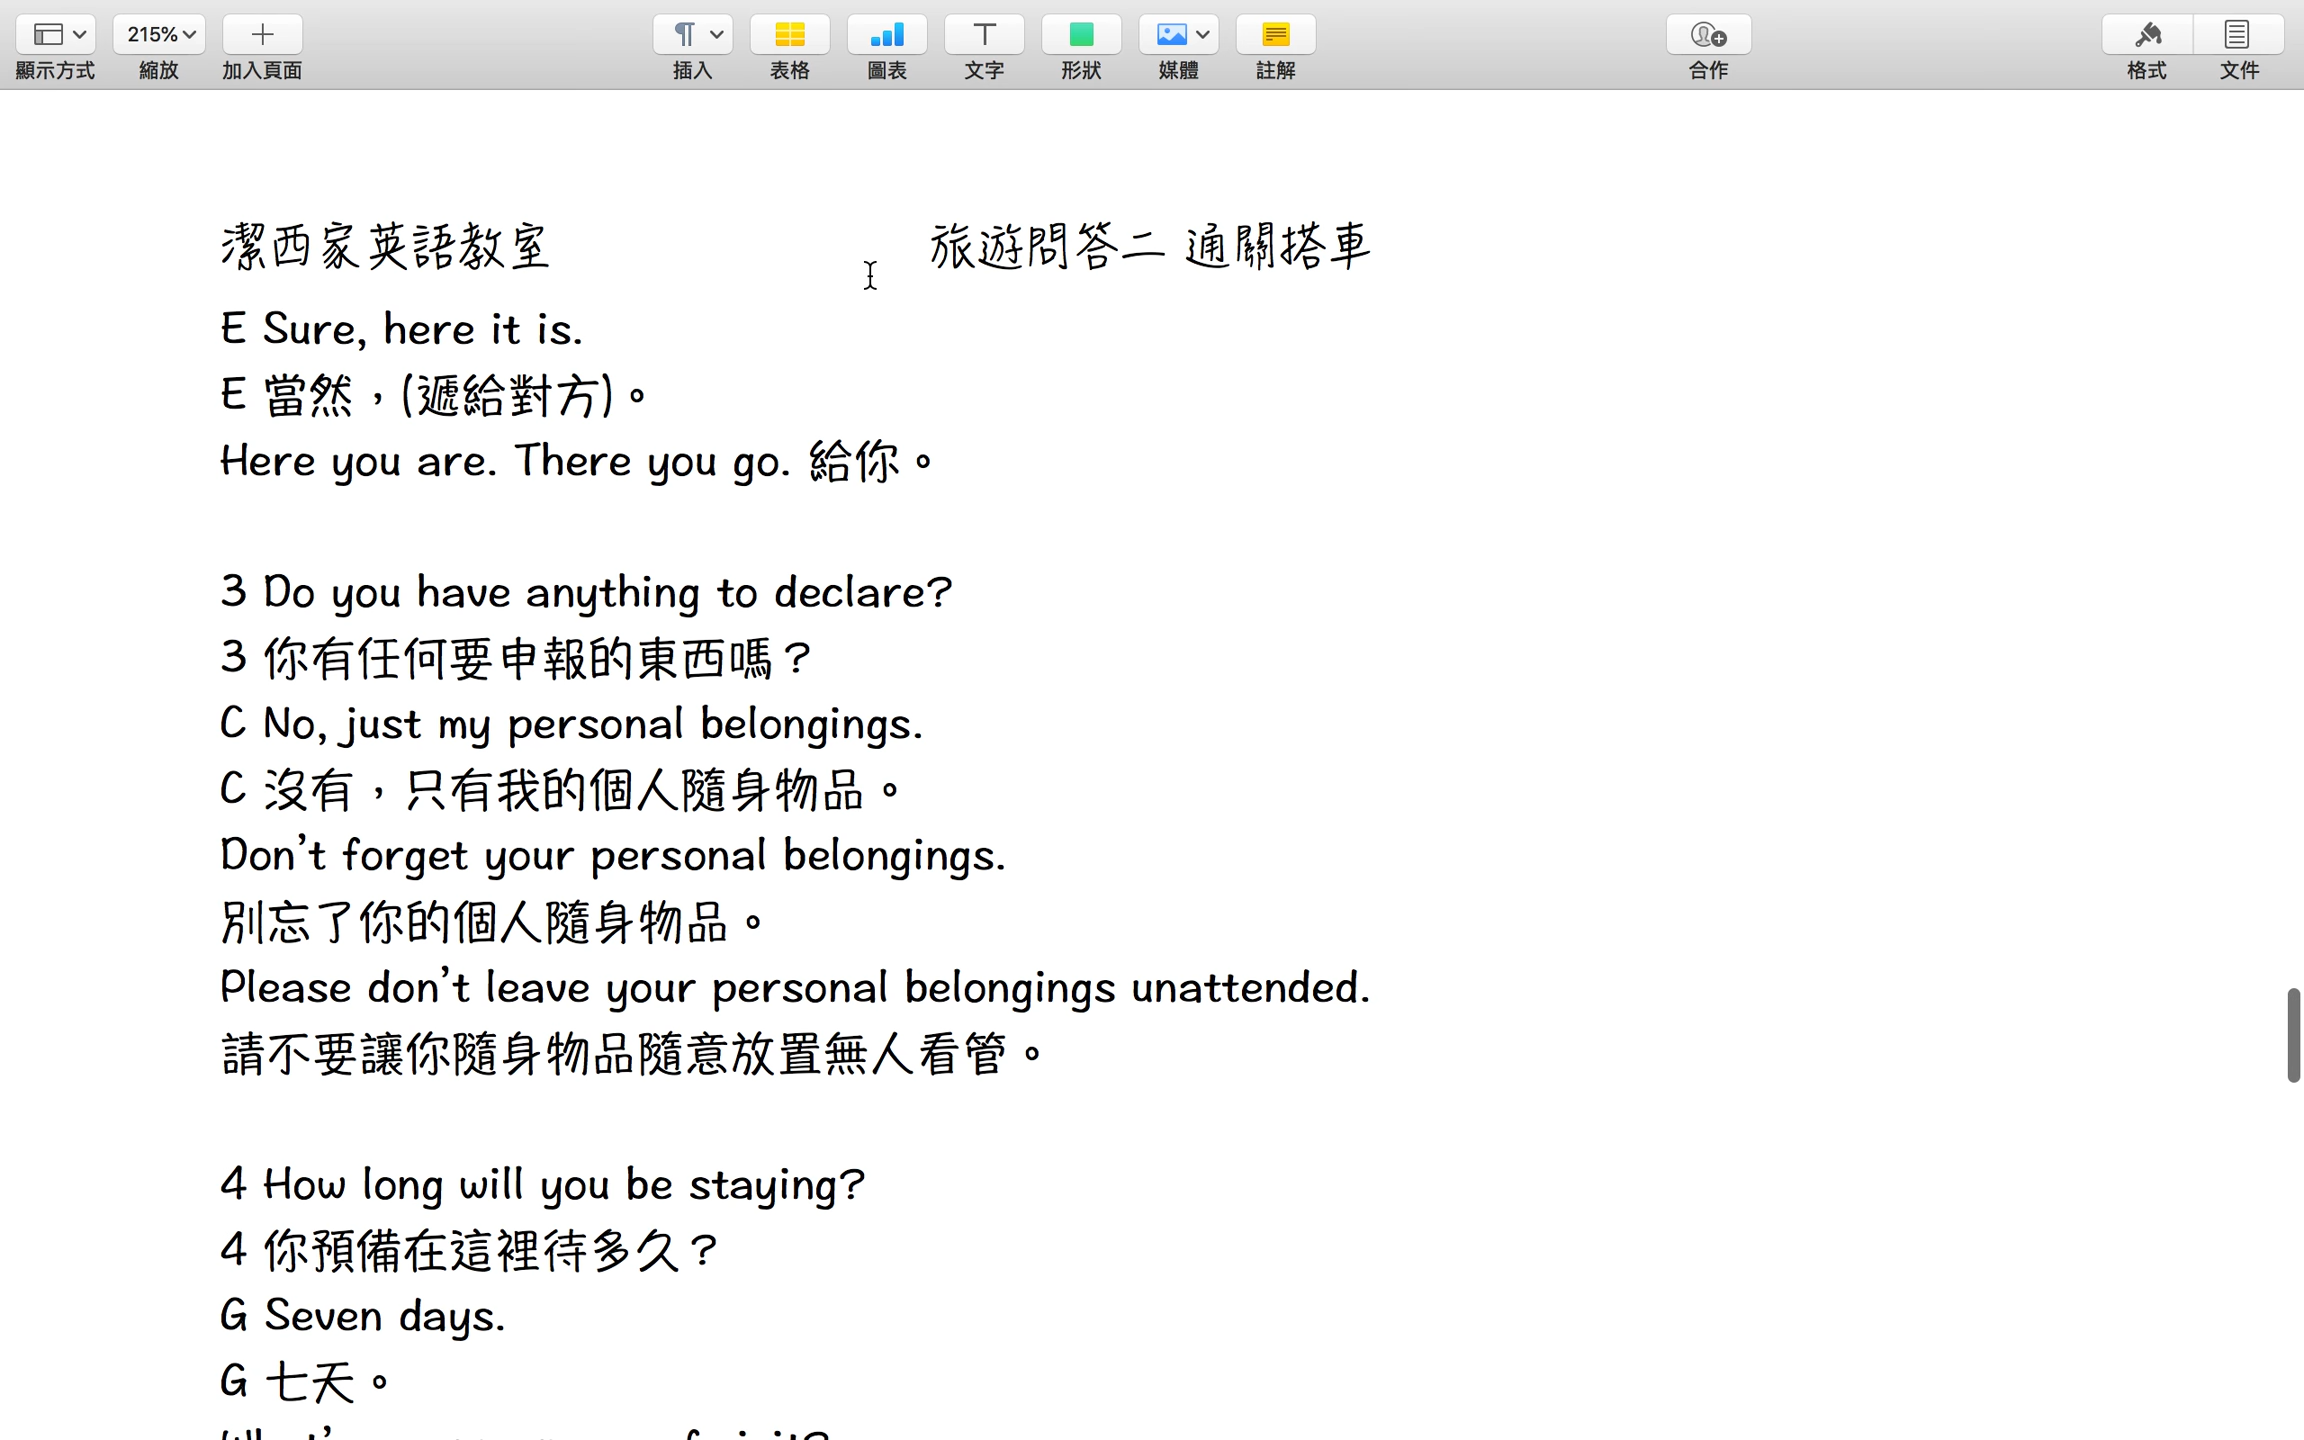 215%
顯示方式 縮放 加入頁面 插入 表格 圖表 文字 形狀 媒體 註解 合作 格式 文件
潔西家英語教室 旅遊問答二 通關搭車
E Sure, here it is.
E 當然，(遞給對方)。
Here you are. There you go. 給你。
3 Do you have anything to declare?
3 你有任何要申報的東西嗎？
C No, just my personal belongings.
C 沒有，只有我的個人隨身物品。
Don’t forget your personal belongings.
別忘了你的個人隨身物品。
Please don’t leave your personal belongings unattended.
請不要讓你隨身物品隨意放置無人看管。
4 How long will you be staying?
4 你預備在這裡待多久？
G Seven days.
G 七天。